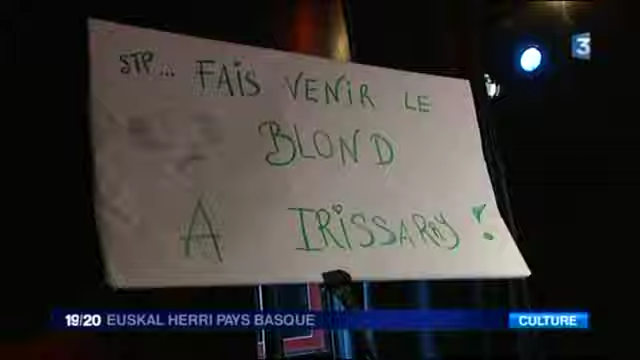 3
STP... FAIS VENIR LE
BLOND
A IRISSARRY !
19/20 EUSKAL HERRI PAYS BASQUE
CULTURE